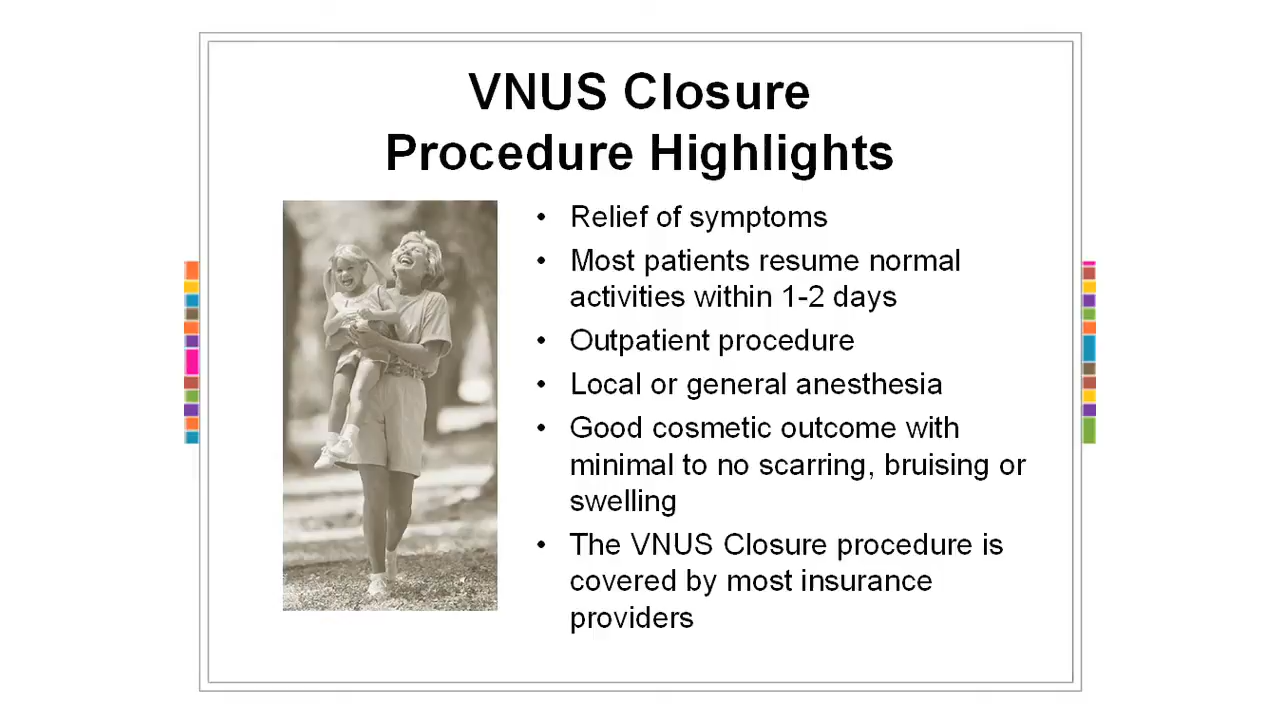 VNUS Closure
Procedure Highlights
• Relief of symptoms
• Most patients resume normal
activities within 1-2 days
• Outpatient procedure
• Local or general anesthesia
• Good cosmetic outcome with
minimal to no scarring, bruising or
swelling
• The VNUS Closure procedure is
covered by most insurance
providers